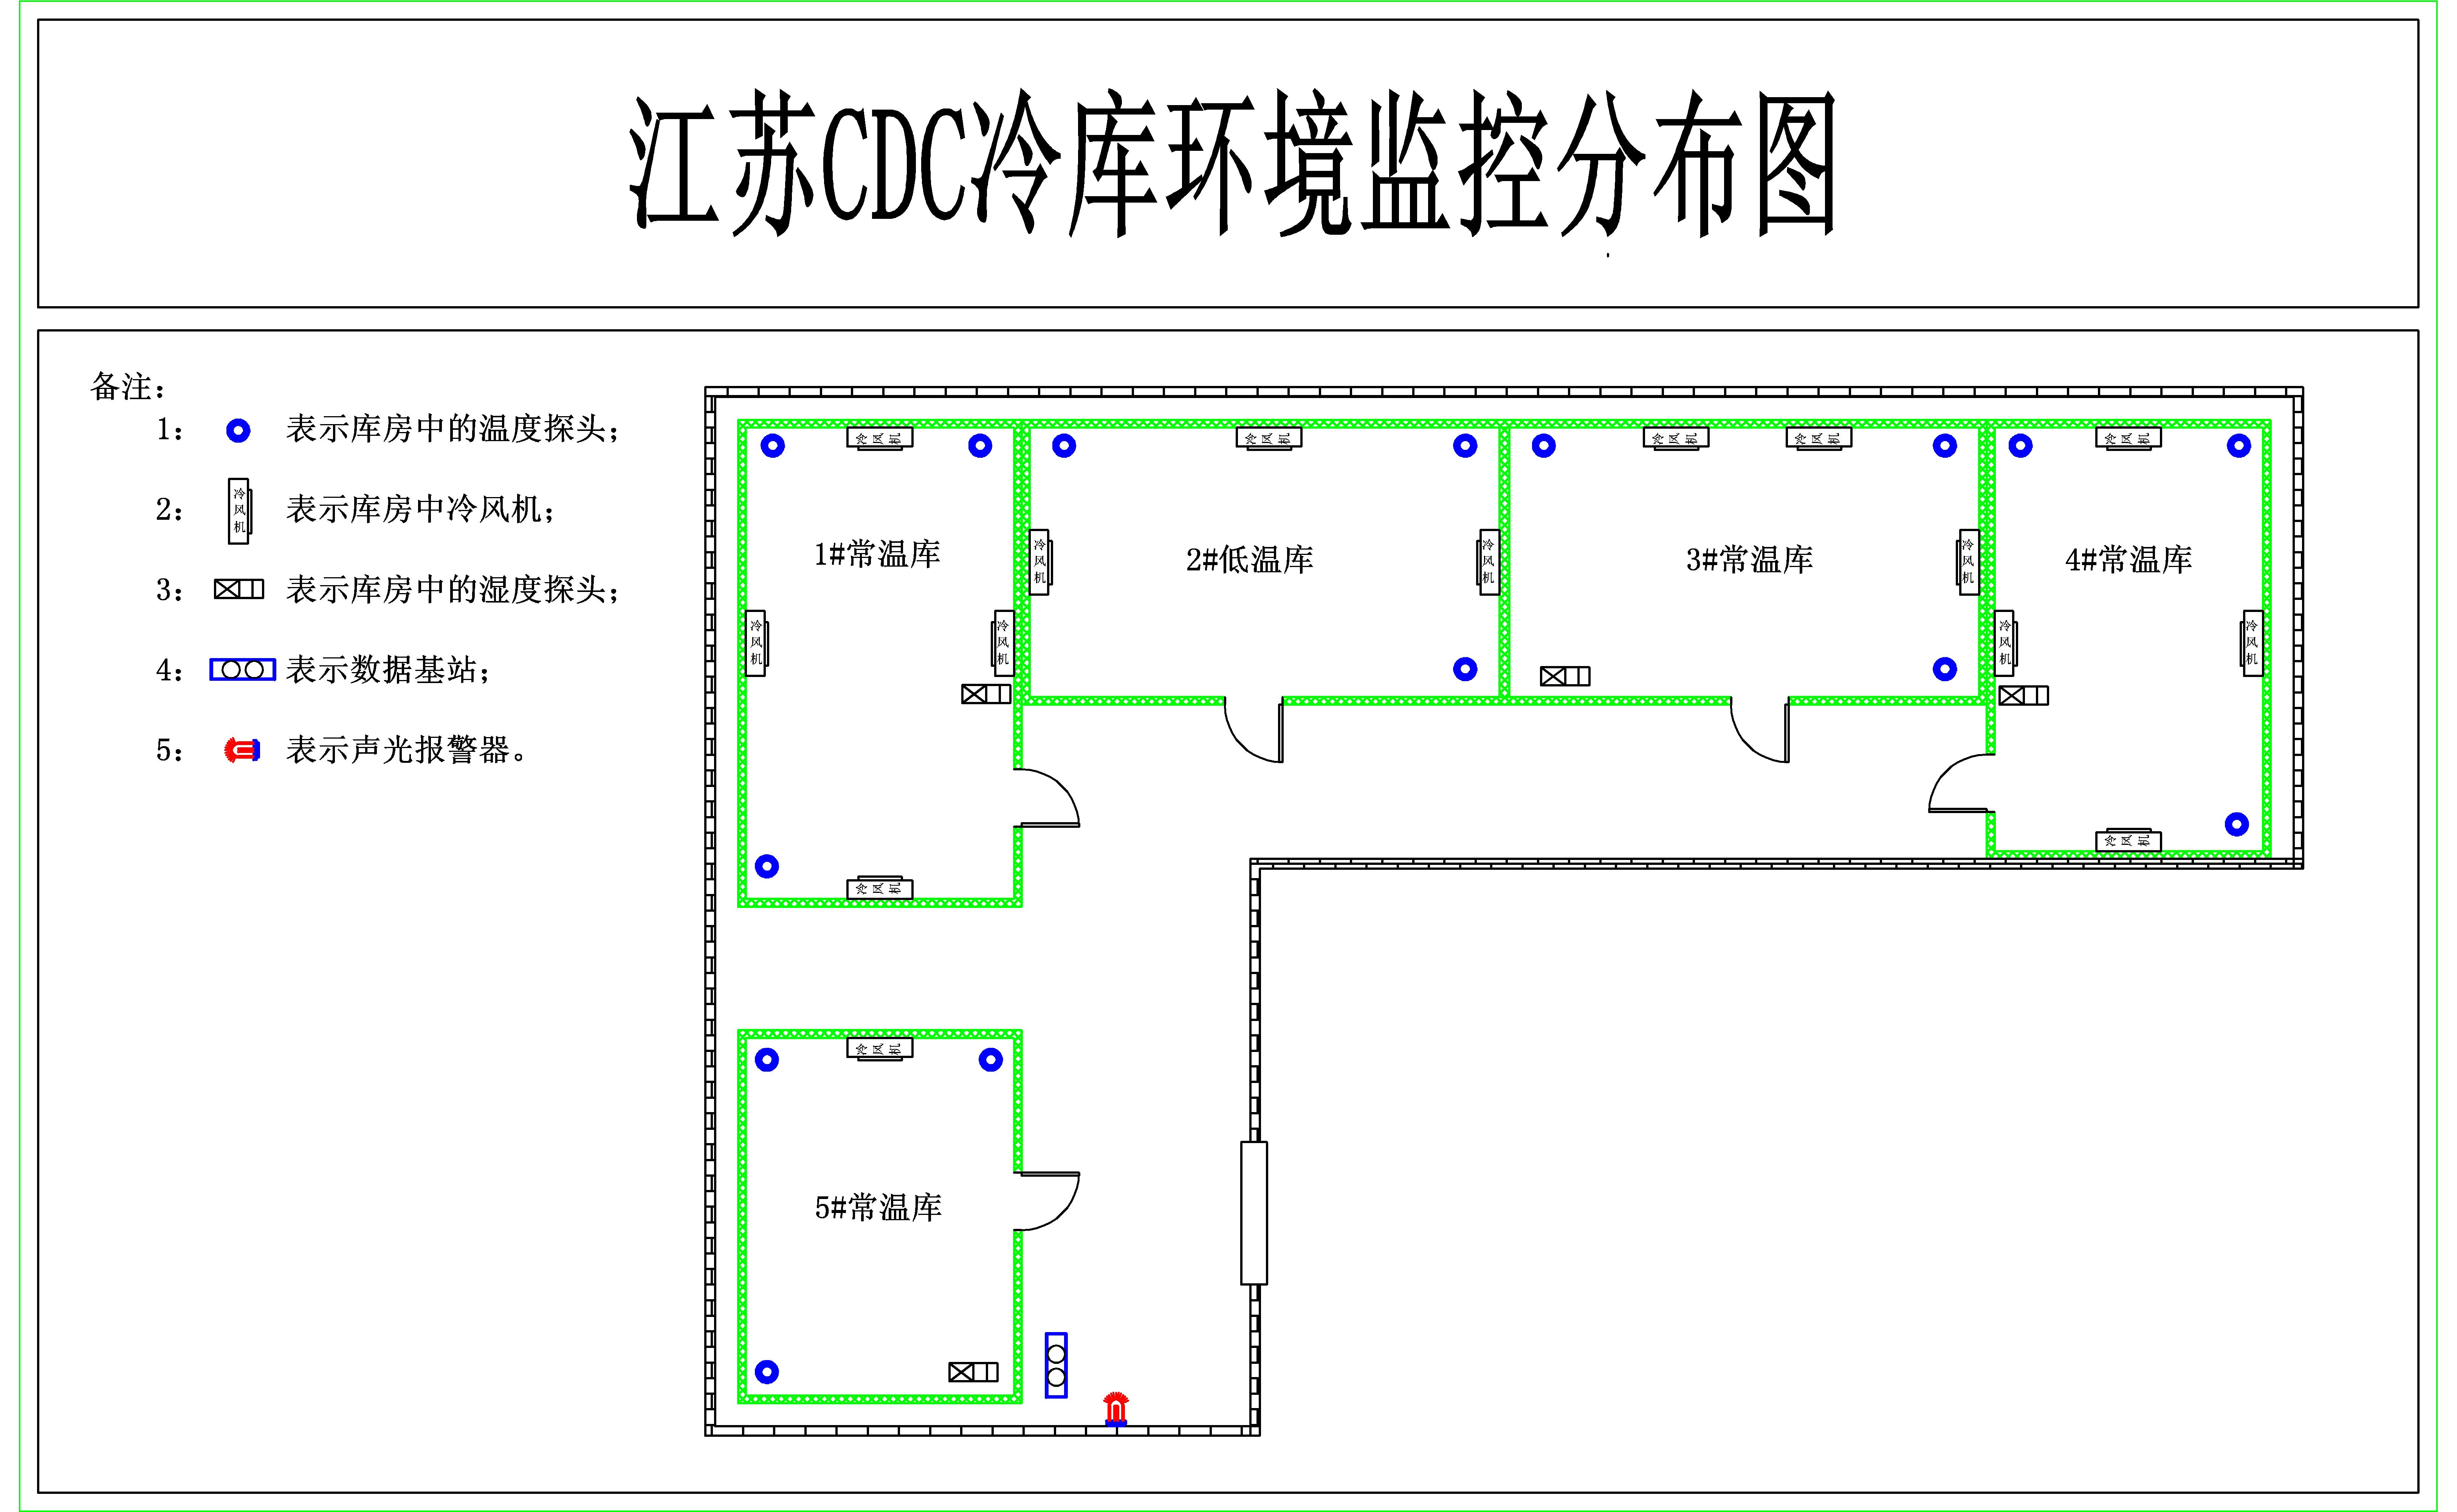 江苏CDC冷库环境监控分布图
备注：
1： 表示库房中的温度探头；
2： 冷风机 表示库房中冷风机；
3： 表示库房中的湿度探头；
4： 表示数据基站；
5： 表示声光报警器。
冷风机
冷风机
冷风机
冷风机
冷风机
1#常温库
2#低温库
3#常温库
4#常温库
冷风机
冷风机
冷风机
冷风机
冷风机
冷风机
冷风机
冷风机
冷风机
冷风机
5#常温库